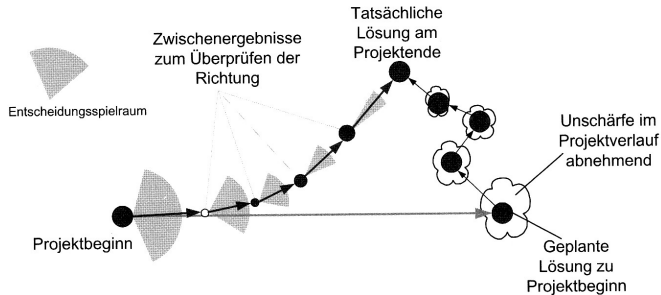 Tatsächliche
Lösung am
Projektende
Zwischenergebnisse
zum Überprüfen der
Richtung
Entscheidungsspielraum
Unschärfe im
Projektverlauf
abnehmend
Projektbeginn
Geplante
Lösung zu
Projektbeginn